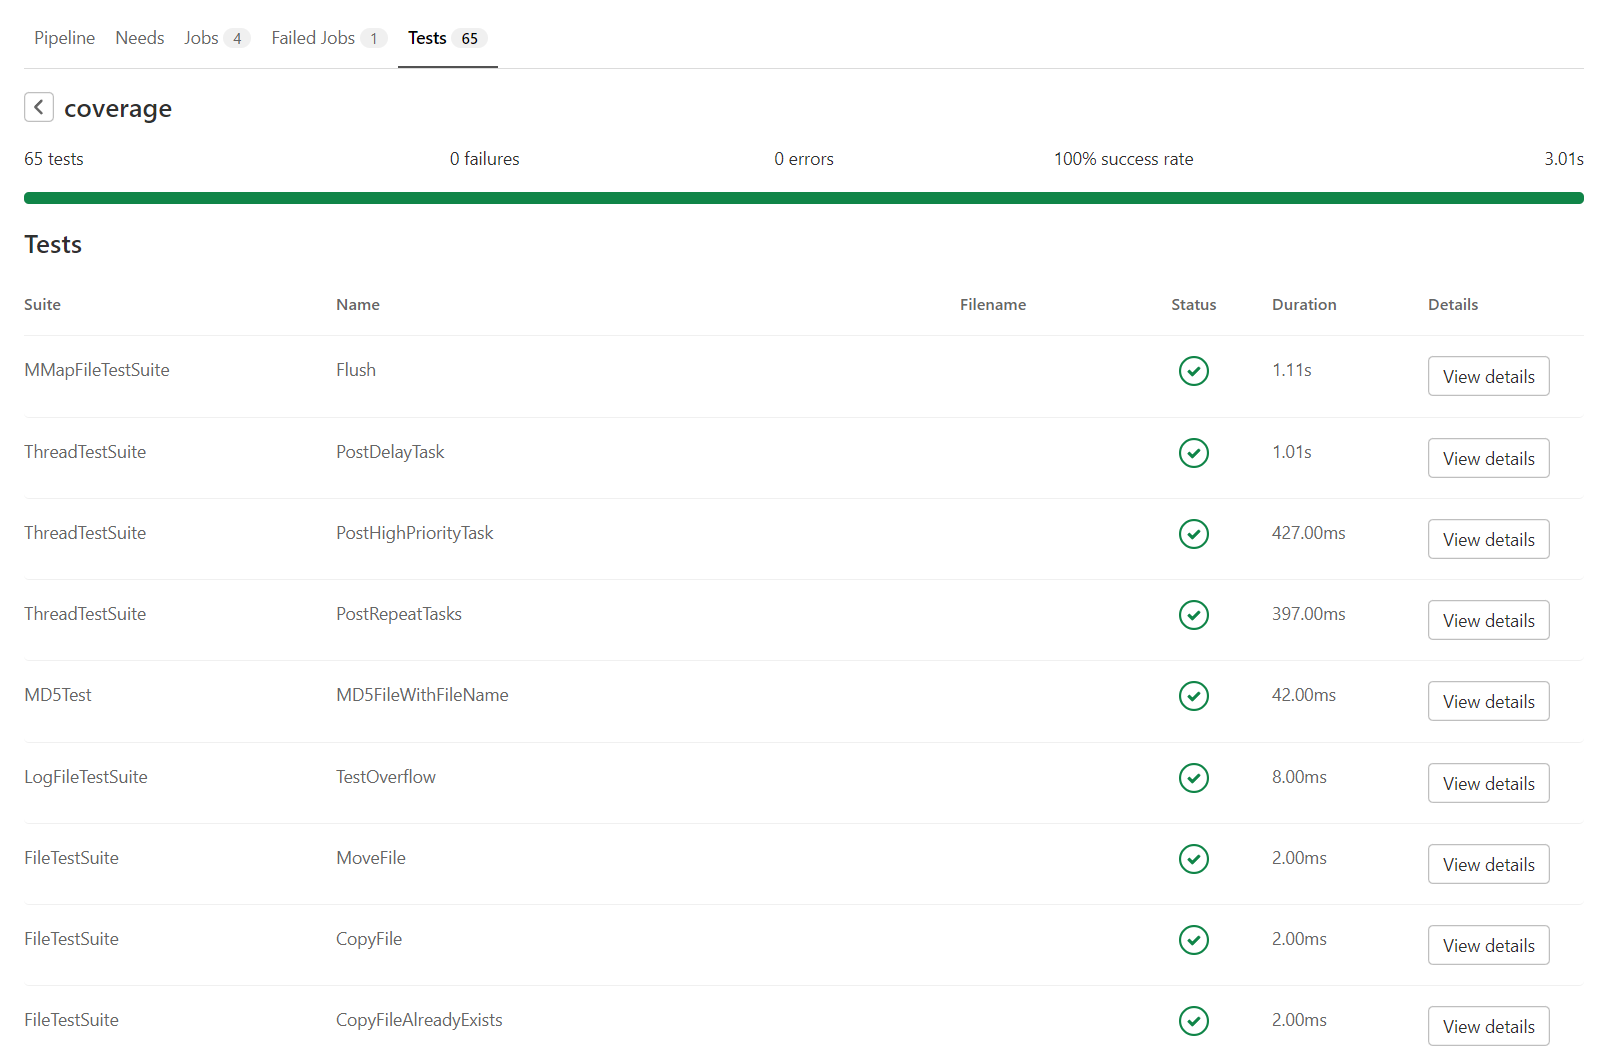 Pipeline Needs Jobs 4 Failed Jobs 1 Tests 65
coverage
65 tests 0 failures 0 errors 100% success rate 3.01s
Tests
Suite Name Filename Status Duration Details
MMapFileTestSuite Flush 1.11s View details
ThreadTestSuite PostDelayTask 1.01s View details
ThreadTestSuite PostHighPriorityTask 427.00ms View details
ThreadTestSuite PostRepeatTasks 397.00ms View details
MD5Test MD5FileWithFileName 42.00ms View details
LogFileTestSuite TestOverflow 8.00ms View details
FileTestSuite MoveFile 2.00ms View details
FileTestSuite CopyFile 2.00ms View details
FileTestSuite CopyFileAlreadyExists 2.00ms View details